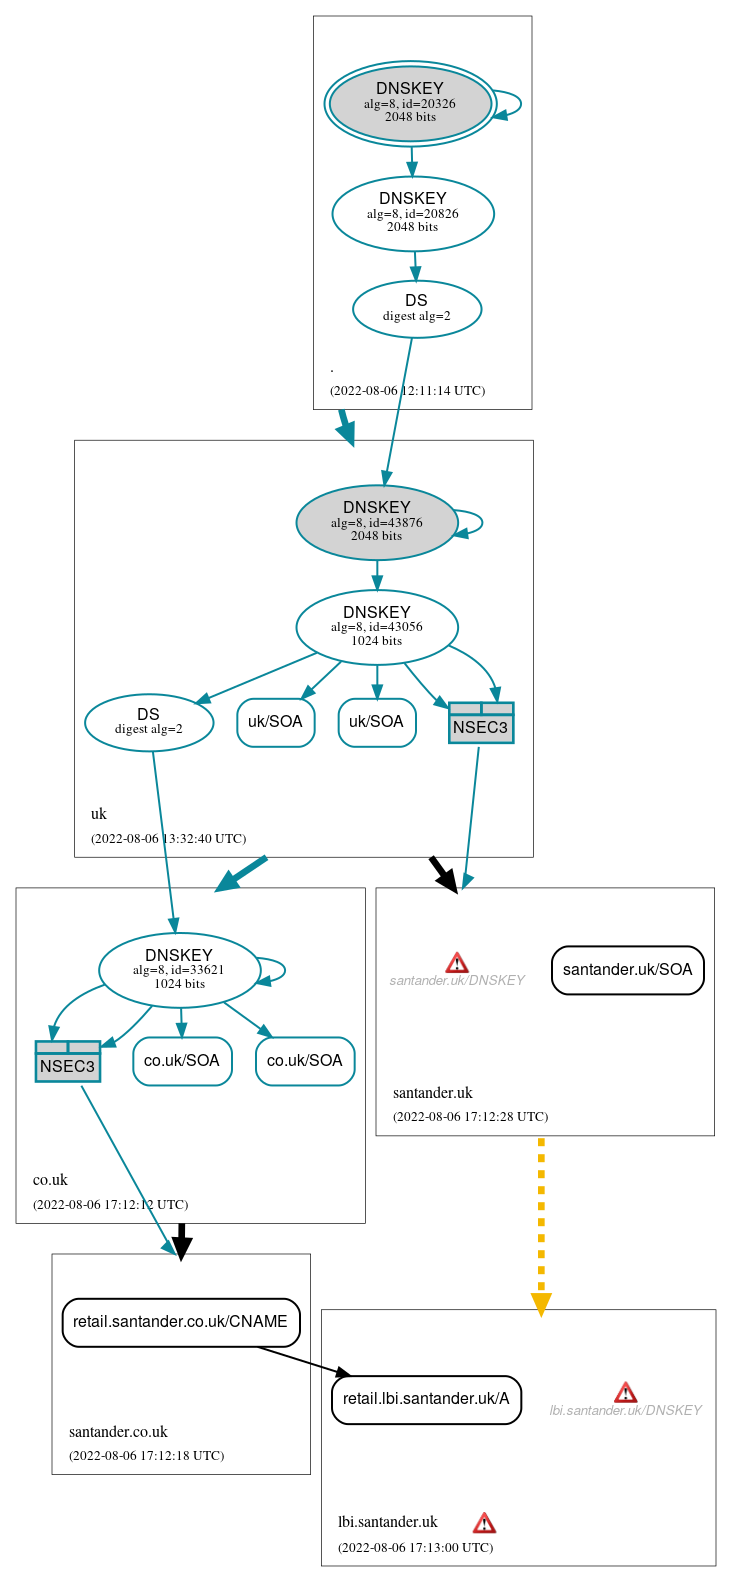 DNSKEY
alg=8, id=20326
2048 bits
DNSKEY
alg=8, id=20826
2048 bits
DS
digest alg=2
.
(2022-08-06 12:11:14 UTC)
DNSKEY
alg=8, id=43876
2048 bits
DNSKEY
alg=8, id=43056
1024 bits
DS
digest alg=2
uk/SOA
uk/SOA
NSEC3
uk
(2022-08-06 13:32:40 UTC)
DNSKEY
alg=8, id=33621
1024 bits
NSEC3
co.uk/SOA
co.uk/SOA
co.uk
(2022-08-06 17:12:12 UTC)
santander.uk/DNSKEY
santander.uk/SOA
santander.uk
(2022-08-06 17:12:28 UTC)
retail.santander.co.uk/CNAME
santander.co.uk
(2022-08-06 17:12:18 UTC)
retail.lbi.santander.uk/A
lbi.santander.uk/DNSKEY
lbi.santander.uk
(2022-08-06 17:13:00 UTC)